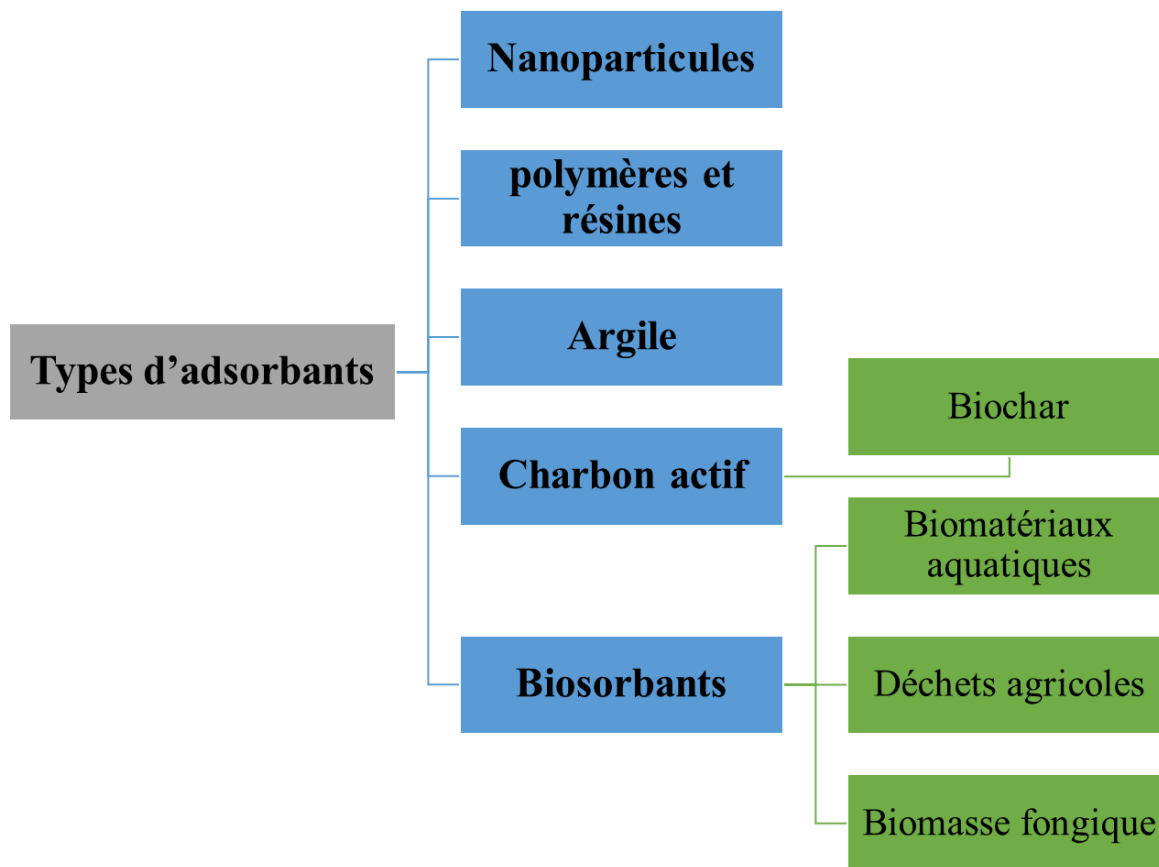 Nanoparticules
polymères et
résines
Argile
Types d’adsorbants
Biochar
Charbon actif
Biomatériaux
aquatiques
Biosorbants
Déchets agricoles
Biomasse fongique